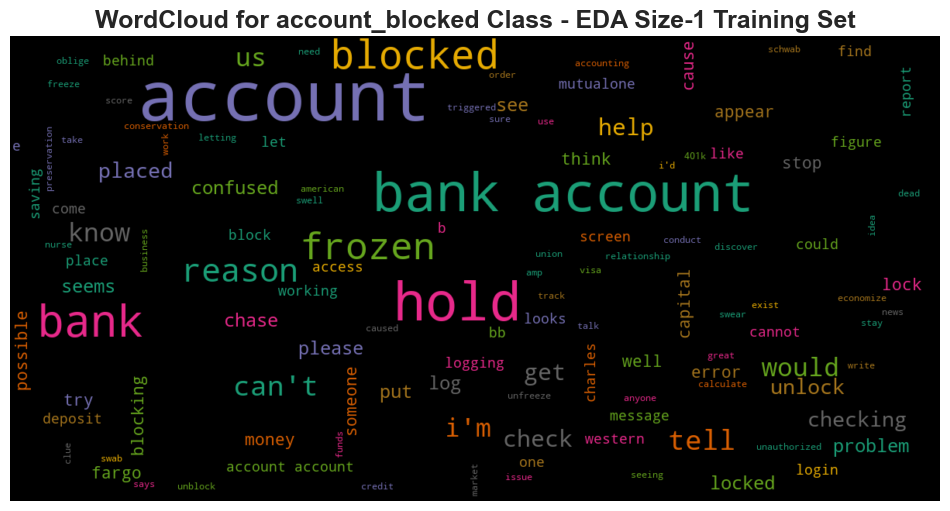 WordCloud for account_blocked Class - EDA Size-1 Training Set
oblige behind us need blocked cause schwab find
freeze account order accounting mutualone report
score triggered see appear
conservation sure use help
e take work letting let figure
preservation placed think 401k like stop
saving confused american i'd dead
come swell bank account
know block b screen conduct could idea
nurse business frozen union relationship discover
place reason access amp visa
seems working hold track capital exist economize lock
bank chase caused bb looks talk swear cannot stay news
possible please logging charles well great would write
try can't log get error calculate unlock
someone put unfreeze anyone
deposit blocking i'm message checking
clue money check western tell unauthorized problem
swab funds one
fargo account account issue seeing login
says unblock credit market locked